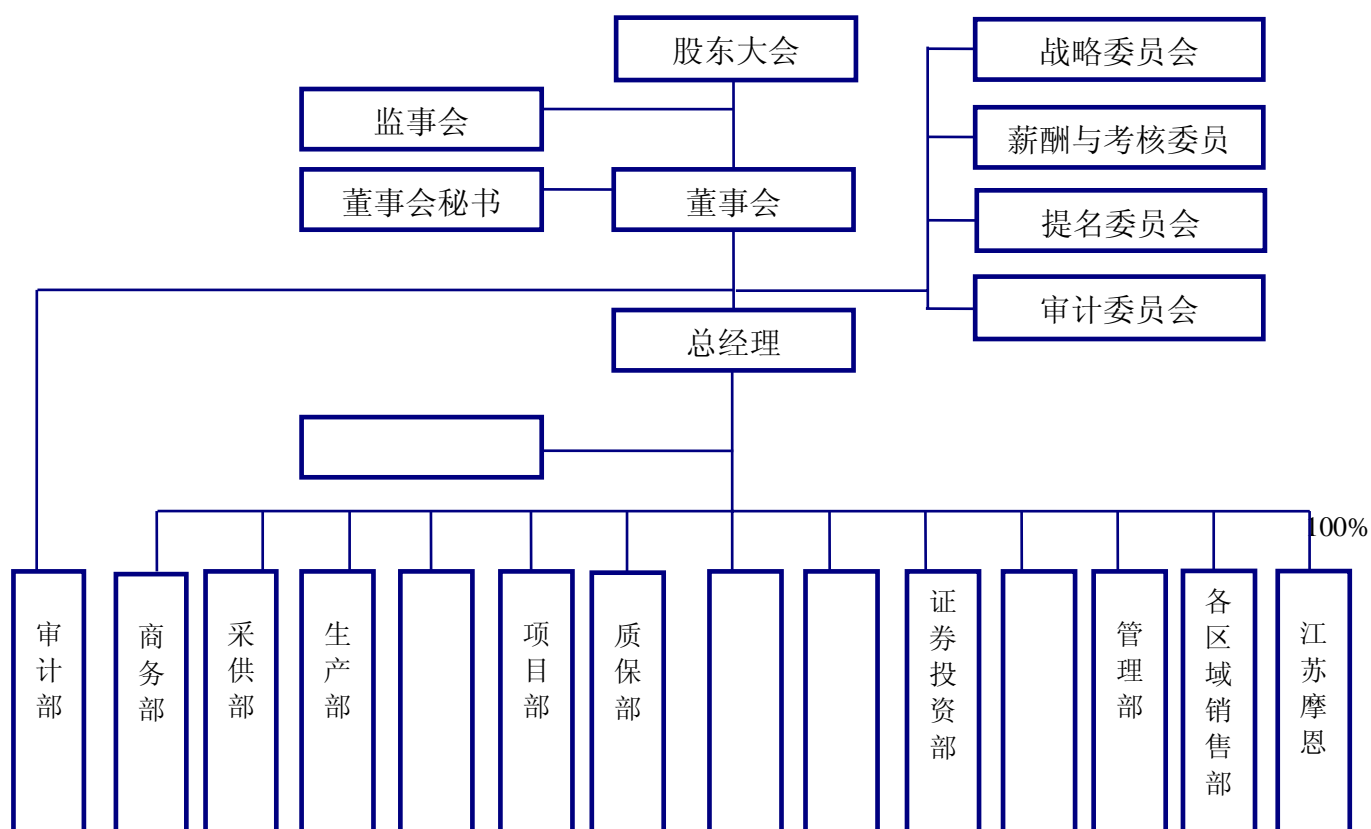 股东大会
战略委员会
监事会
薪酬与考核委员
董事会秘书
董事会
提名委员会
审计委员会
总经理
100%
审计部
商务部
采供部
生产部
项目部
质保部
证券投资部
管理部
各区域销售部
江苏摩恩